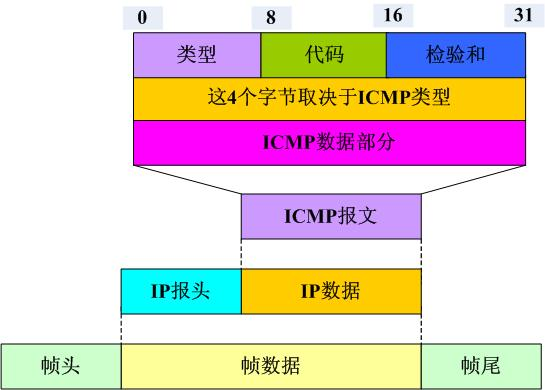 0 8 16 31
类型 代码 检验和
这4个字节取决于ICMP类型
ICMP数据部分
ICMP报文
IP报头 IP数据
帧头 帧数据 帧尾